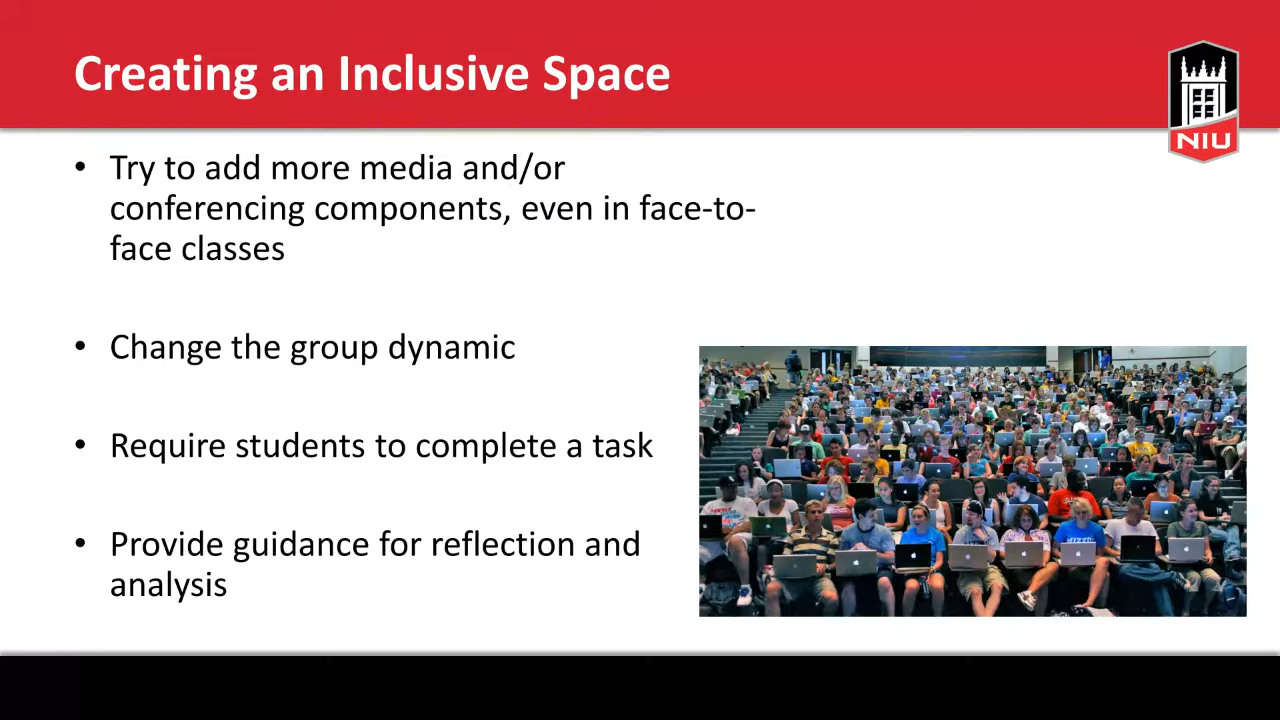 Creating an Inclusive Space
NIU
• Try to add more media and/or
conferencing components, even in face-to-
face classes
• Change the group dynamic
• Require students to complete a task
• Provide guidance for reflection and
analysis